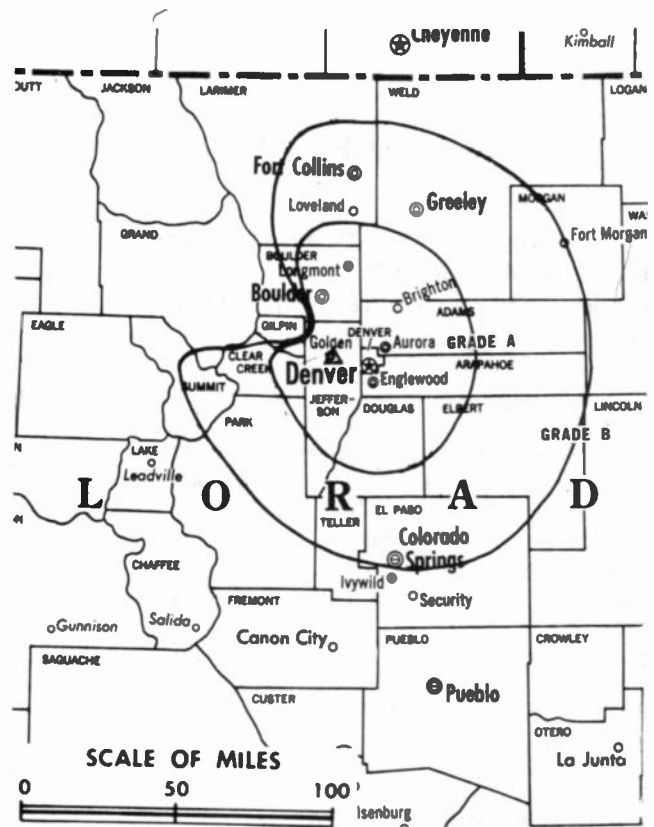 Cheyenne
Kimball
JACKSON
LARIMER
WELD
LOGAN
Fort Collins
Loveland
Greeley
MORGAN
Fort Morgan
GRAND
BOULDER
Longmont
Boulder
Brighton
ADAMS
EAGLE
GILPIN
DENVER
Golden
Aurora
GRADE A
CLEAR
CREEK
Denver
ARAPAHOE
SUMMIT
Englewood
JEFFER-
SON
DOUGLAS
ELBERT
LINCOLN
PARK
GRADE B
LAKE
Leadville
L O R A D
TELLER
EL PASO
Colorado
Springs
CHAFFEE
Ivywild
FREMONT
Security
Gunnison
Salida
Canon City
PUEBLO
CROWLEY
SAGUACHE
CUSTER
Pueblo
OTERO
La Junta
SCALE OF MILES
0 50 100